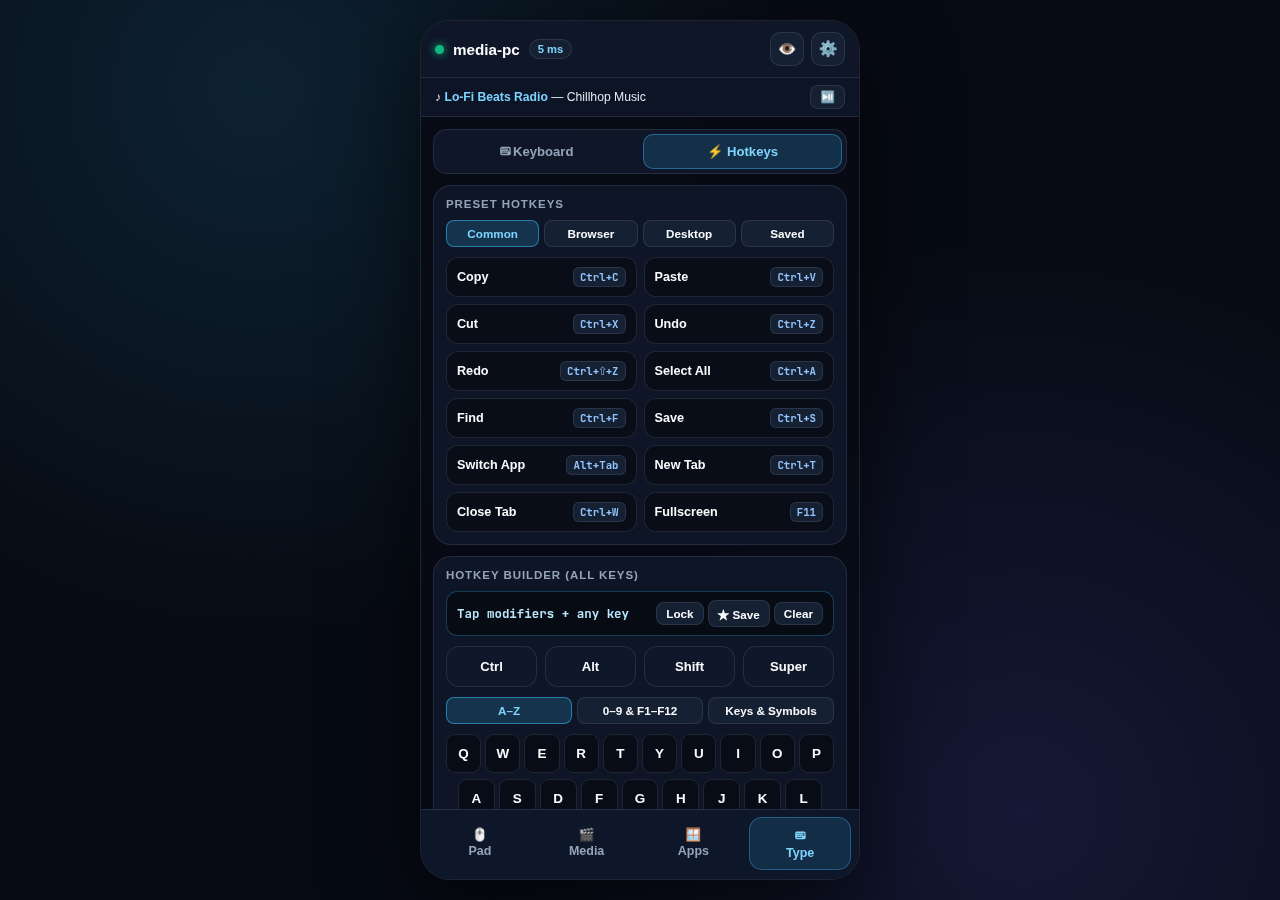 media-pc 5 ms
♪ Lo-Fi Beats Radio — Chillhop Music
Keyboard ⚡ Hotkeys
PRESET HOTKEYS
Common Browser Desktop Saved
Copy Ctrl+C Paste Ctrl+V
Cut Ctrl+X Undo Ctrl+Z
Redo Ctrl+⇧+Z Select All Ctrl+A
Find Ctrl+F Save Ctrl+S
Switch App Alt+Tab New Tab Ctrl+T
Close Tab Ctrl+W Fullscreen F11
HOTKEY BUILDER (ALL KEYS)
Tap modifiers + any key Lock ★ Save Clear
Ctrl Alt Shift Super
A–Z 0–9 & F1–F12 Keys & Symbols
Q W E R T Y U I O P
A S D F G H J K L
Pad Media Apps Type